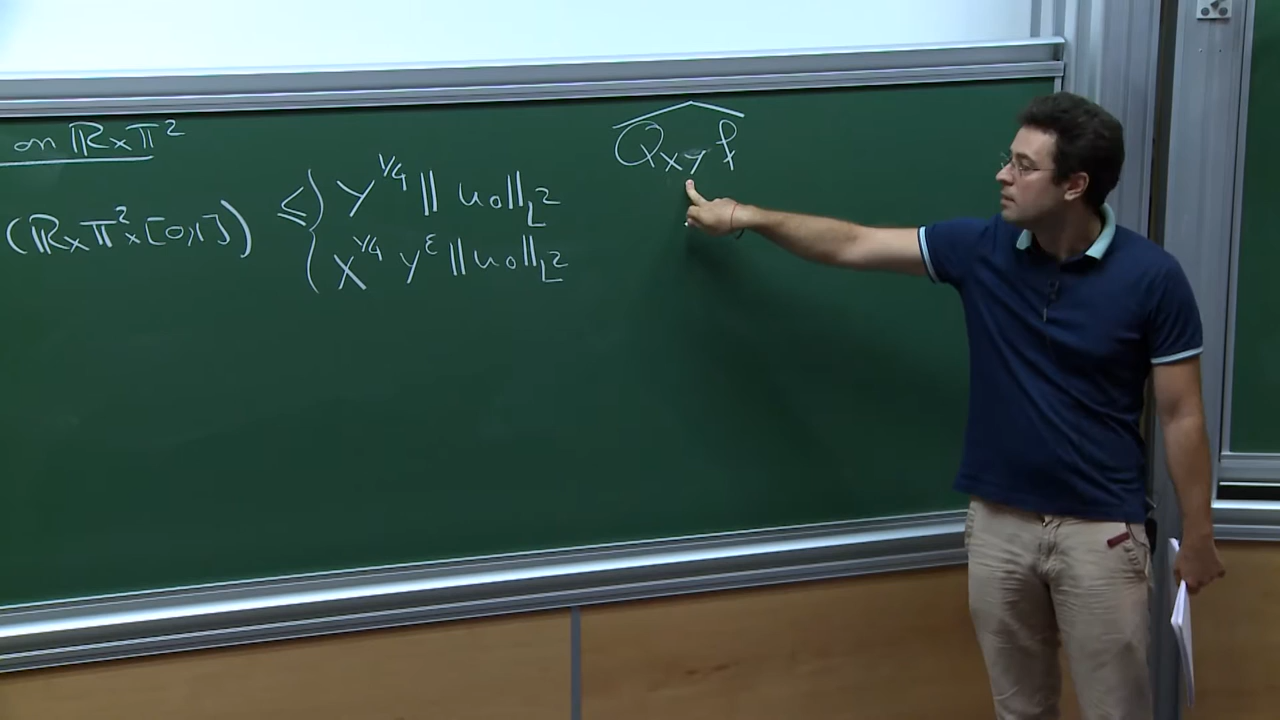 on ℝ×𝕋²
(ℝ×𝕋²×[0,1]) ≤ { Y^{1/4} ‖u₀‖_{L²}
X^{1/4} Y^ε ‖u₀‖_{L²}
\widehat{Q_{XY} f}